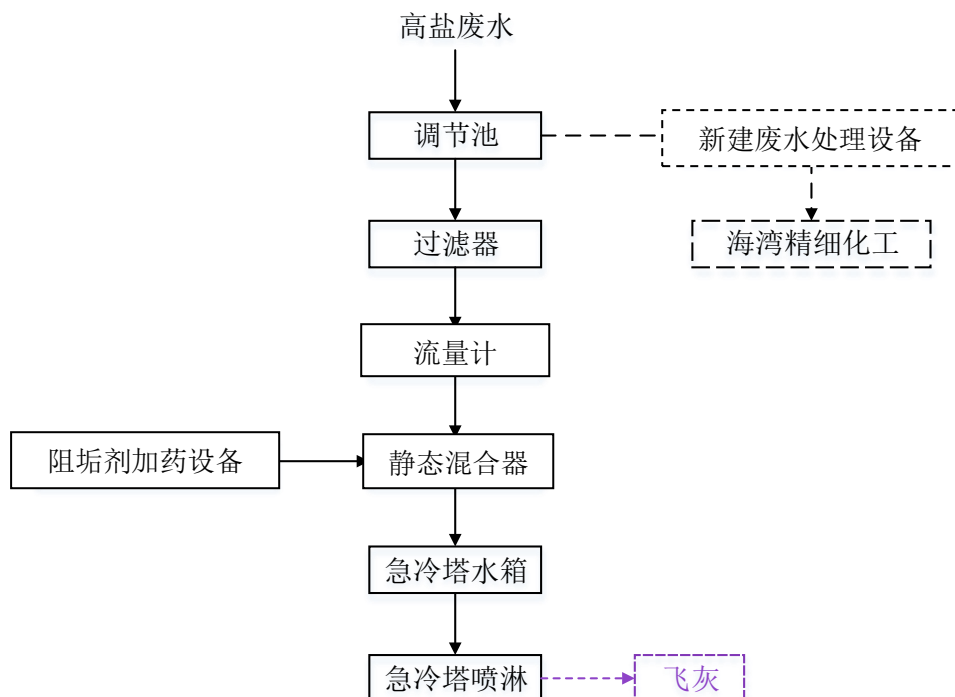 高盐废水
调节池
新建废水处理设备
过滤器
海湾精细化工
流量计
阻垢剂加药设备
静态混合器
急冷塔水箱
急冷塔喷淋
飞灰